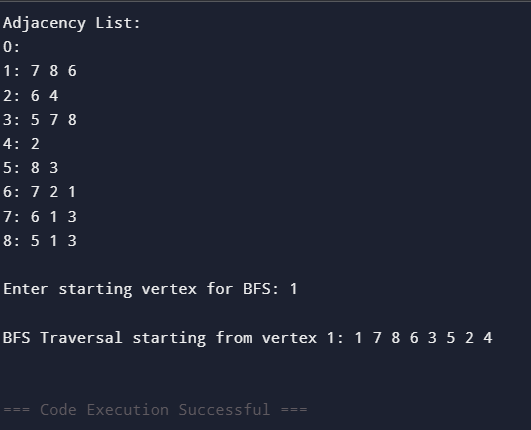 Adjacency List:
0:
1: 7 8 6
2: 6 4
3: 5 7 8
4: 2
5: 8 3
6: 7 2 1
7: 6 1 3
8: 5 1 3
Enter starting vertex for BFS: 1
BFS Traversal starting from vertex 1: 1 7 8 6 3 5 2 4
=== Code Execution Successful ===